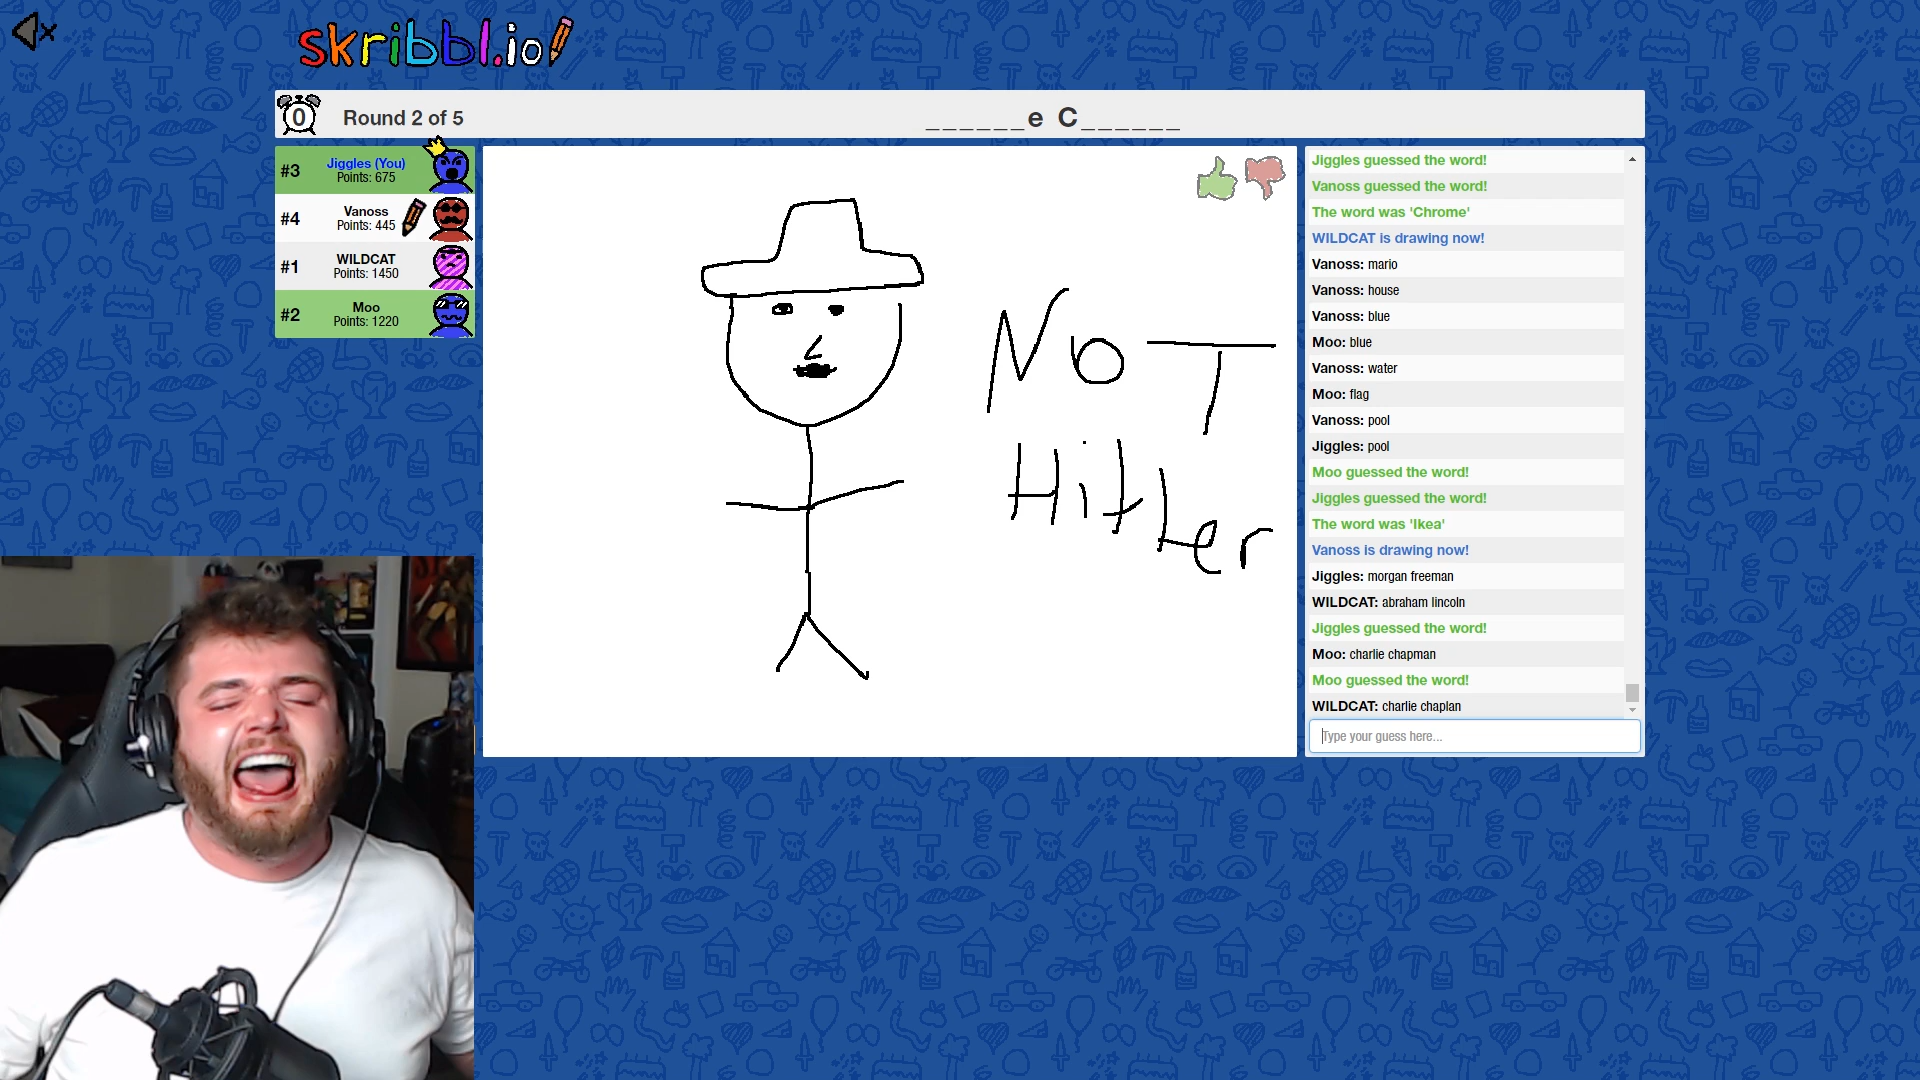 skribbl.io
0
Round 2 of 5
______e C______
#3
Jiggles (You)
Points: 675
#4
Vanoss
Points: 445
#1
WILDCAT
Points: 1450
#2
Moo
Points: 1220
NOT
Hitler
Jiggles guessed the word!
Vanoss guessed the word!
The word was 'Chrome'
WILDCAT is drawing now!
Vanoss: mario
Vanoss: house
Vanoss: blue
Moo: blue
Vanoss: water
Moo: flag
Vanoss: pool
Jiggles: pool
Moo guessed the word!
Jiggles guessed the word!
The word was 'Ikea'
Vanoss is drawing now!
Jiggles: morgan freeman
WILDCAT: abraham lincoln
Jiggles guessed the word!
Moo: charlie chapman
Moo guessed the word!
WILDCAT: charlie chaplan
Type your guess here...